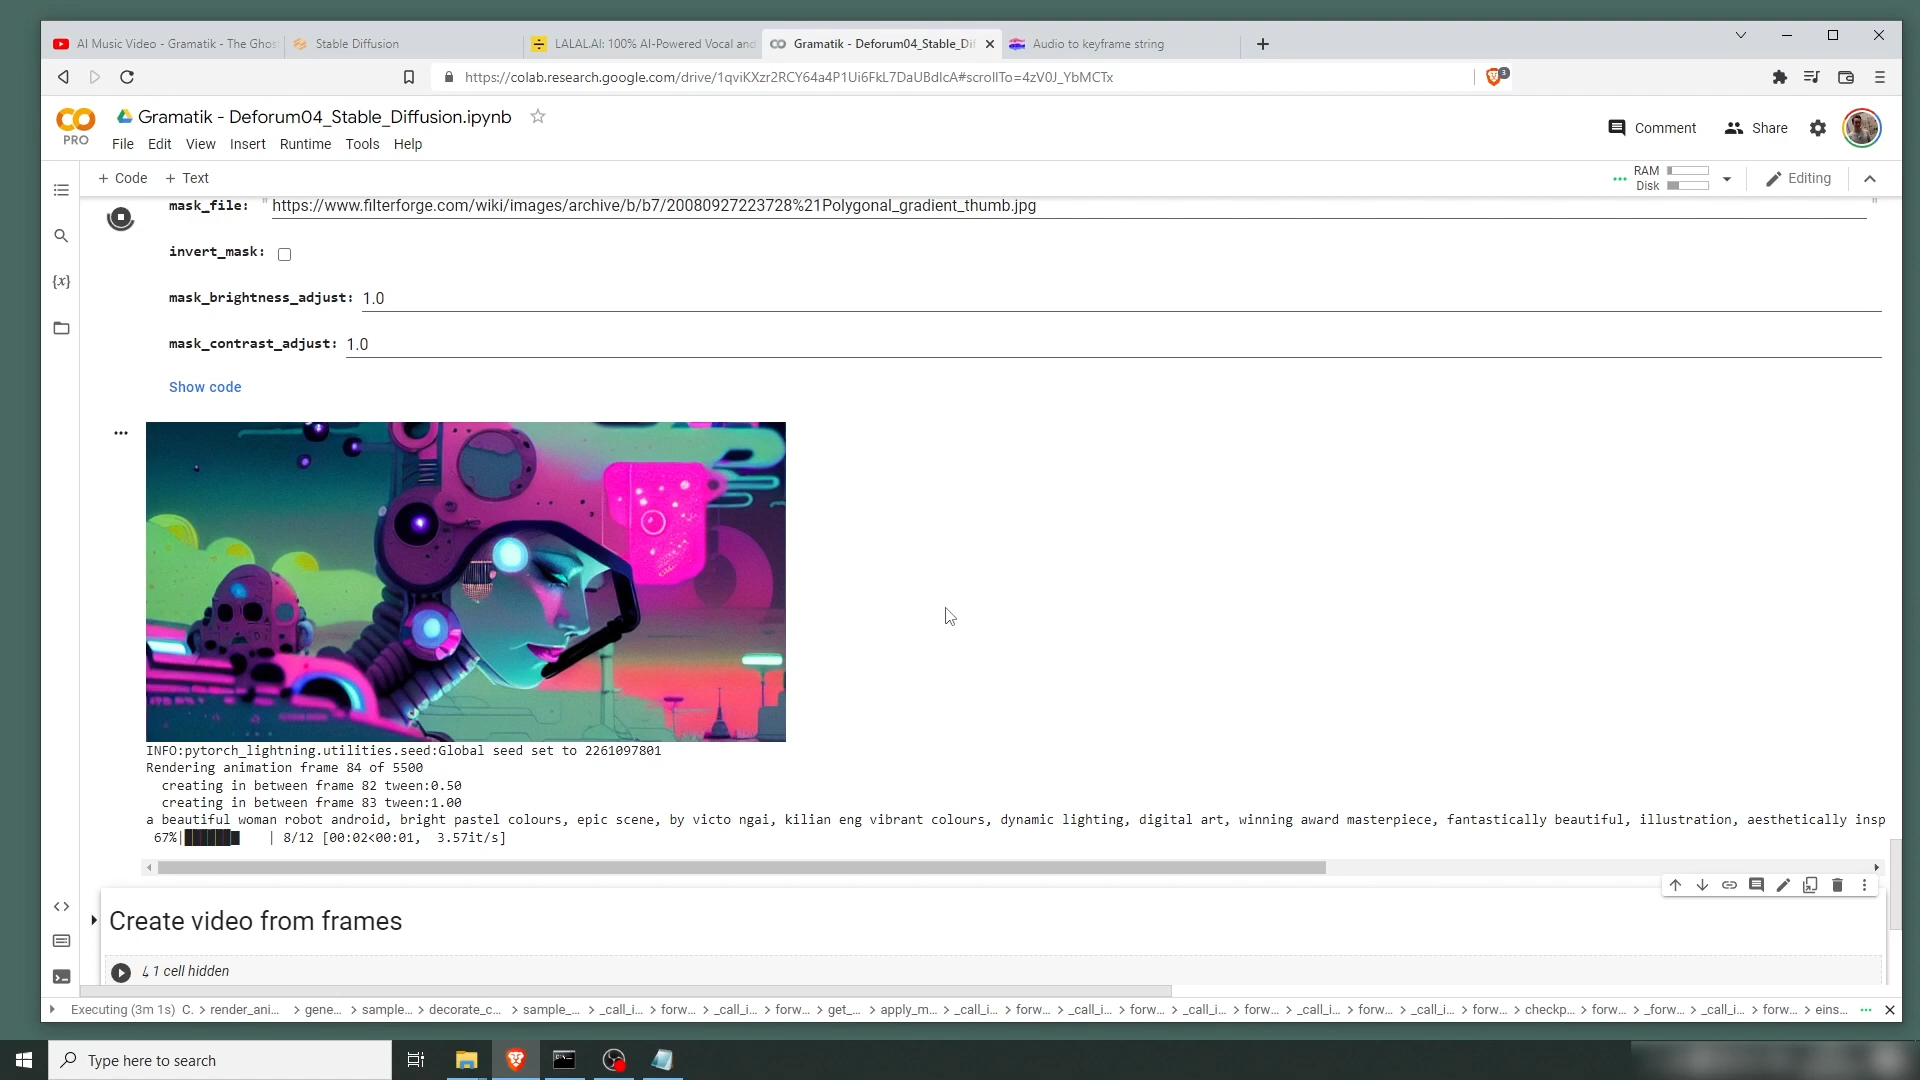 AI Music Video - Gramatik - The Ghos
Stable Diffusion
LALAL.AI: 100% AI-Powered Vocal and
Gramatik - Deforum04_Stable_Dif
Audio to keyframe string
https://colab.research.google.com/drive/1qviKXzr2RCY64a4P1Ui6FkL7DaUBdIcA#scrollTo=4zV0J_YbMCTx
3
PRO
Gramatik - Deforum04_Stable_Diffusion.ipynb
File Edit View Insert Runtime Tools Help
Comment
Share
+ Code + Text
RAM
Disk
Editing
mask_file: "https://www.filterforge.com/wiki/images/archive/b/b7/20080927223728%21Polygonal_gradient_thumb.jpg"
invert_mask:
{x}
mask_brightness_adjust: 1.0
mask_contrast_adjust: 1.0
Show code
INFO:pytorch_lightning.utilities.seed:Global seed set to 2261097801
Rendering animation frame 84 of 5500
creating in between frame 82 tween:0.50
creating in between frame 83 tween:1.00
a beautiful woman robot android, bright pastel colours, epic scene, by victo ngai, kilian eng vibrant colours, dynamic lighting, digital art, winning award masterpiece, fantastically beautiful, illustration, aesthetically insp
67%|██████▋ | 8/12 [00:02<00:01, 3.57it/s]
Create video from frames
↳ 1 cell hidden
Executing (3m 1s) C. > render_ani... > gene... > sample... > decorate_c... > sample_... > _call_i... > forw... > _call_i... > forw... > get_... > apply_m... > _call_i... > forw... > _call_i... > forw... > _call_i... > forw... > _call_i... > forw... > _call_i... > forw... > checkp... > forw... > _forw... > _call_i... > forw... > eins...
Type here to search